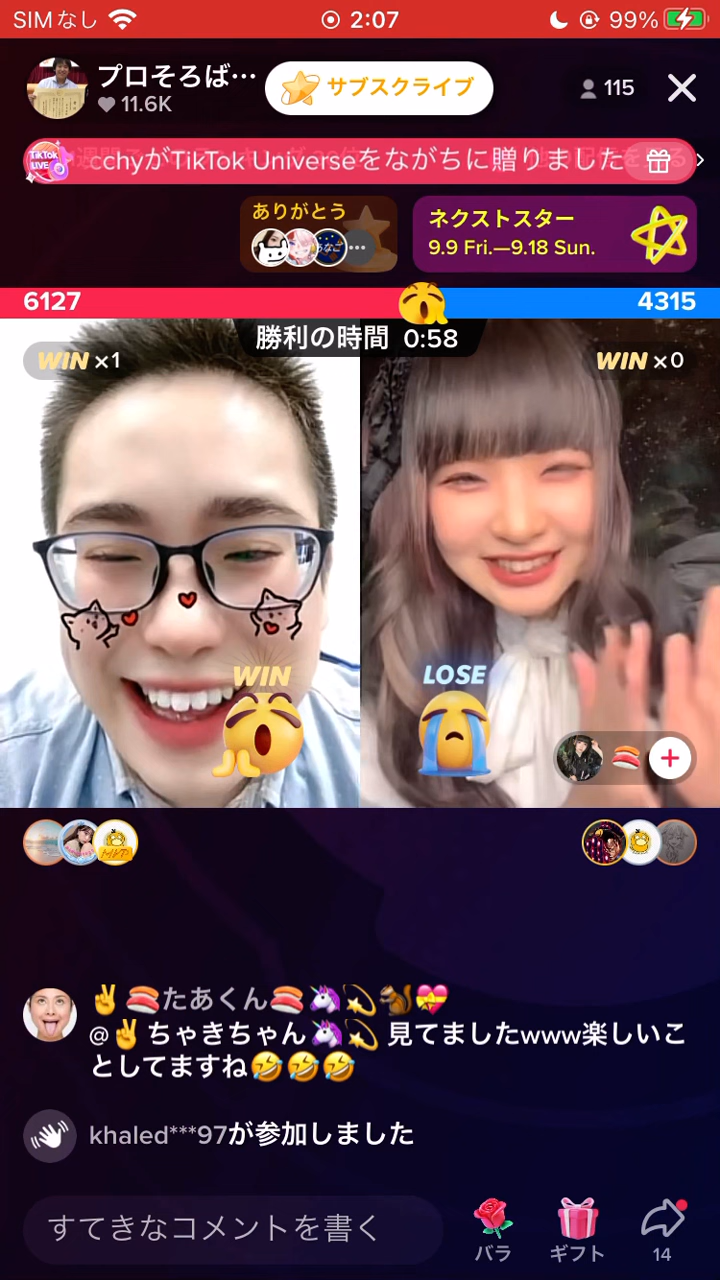 SIMなし
2:07
99%
プロそろば…
11.6K
サブスクライブ
115
TikTok LIVE
cchyがTikTok Universeをながちに贈りました
ありがとう
ネクストスター
9.9 Fri.—9.18 Sun.
6127
4315
勝利の時間 0:58
WIN x1
WIN x0
WIN
LOSE
MVP
✌️🍣たあくん🍣🦄💫🐿️💝
@✌️ちゃきちゃん🦄💫 見てましたwww楽しいこ
としてますね🤣🤣🤣
khaled***97が参加しました
すてきなコメントを書く
バラ
ギフト
14